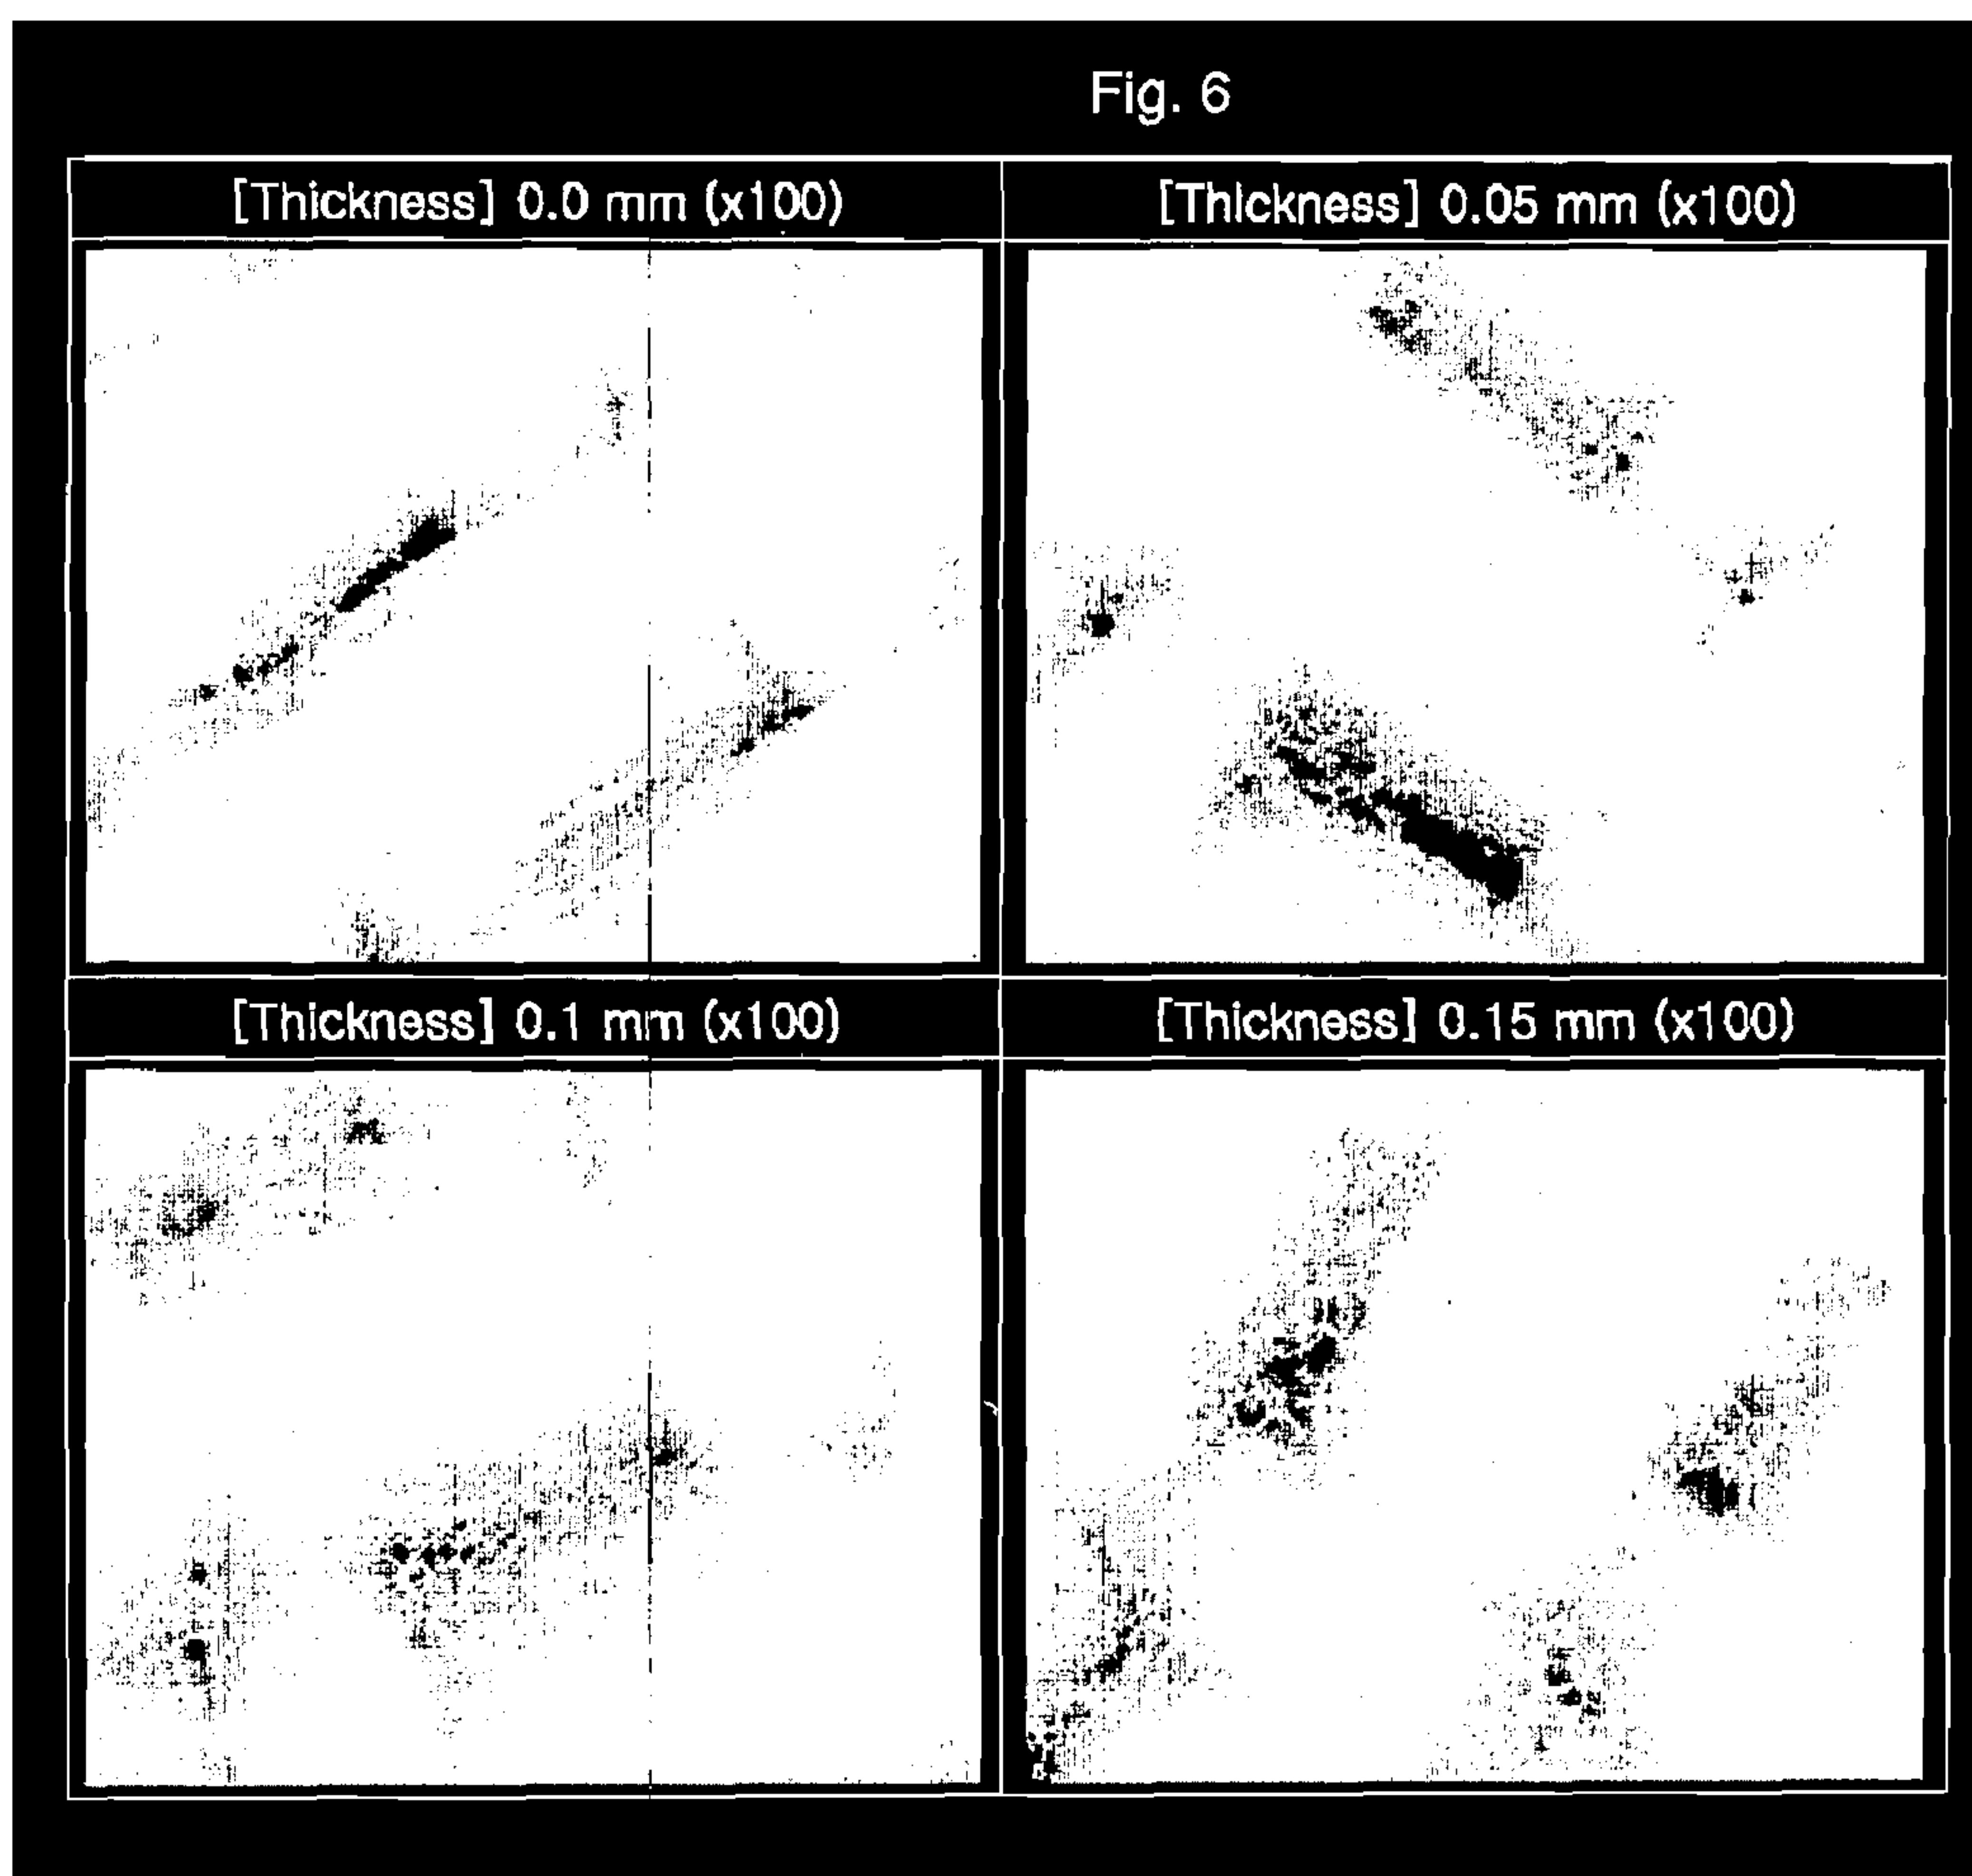 Fig. 6
[Thickness] 0.0 mm (x100)
[Thickness] 0.05 mm (x100)
[Thickness] 0.1 mm (x100)
[Thickness] 0.15 mm (x100)